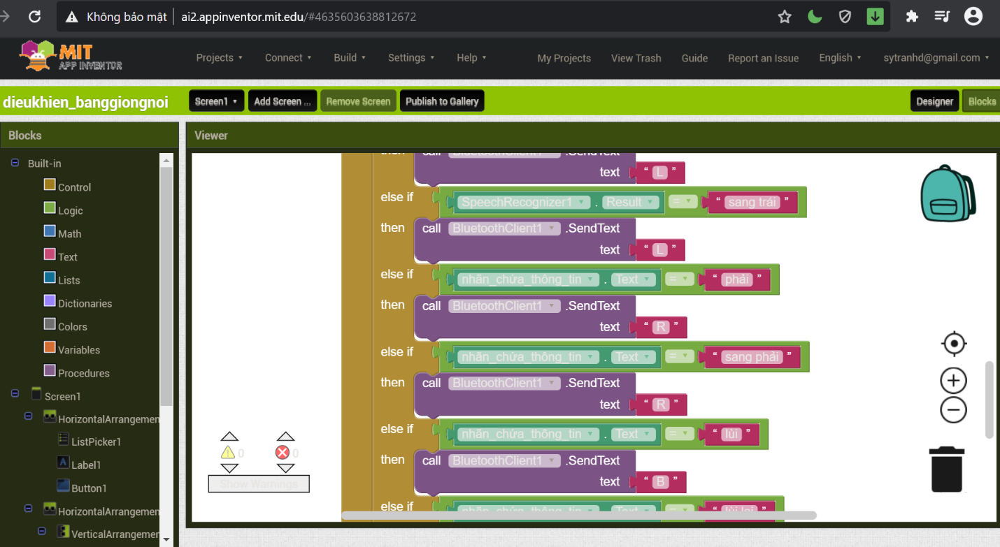 Không bảo mật ai2.appinventor.mit.edu/#4635603638812672
MIT
APP INVENTOR
Projects Connect Build Settings Help My Projects View Trash Guide Report an Issue English sytranhd@gmail.com
dieukhien_banggiongnoi Screen1 Add Screen ... Remove Screen Publish to Gallery Designer Blocks
Blocks
Built-in
Control
Logic
Math
Text
Lists
Dictionaries
Colors
Variables
Procedures
Screen1
HorizontalArrangemen
ListPicker1
Label1
Button1
HorizontalArrangemen
VerticalArrangemen
Viewer
then call BluetoothClient1 .SendText
text “ L ”
else if SpeechRecognizer1 . Result = “ sang trái ”
then call BluetoothClient1 .SendText
text “ L ”
else if nhãn_chứa_thông_tin . Text = “ phải ”
then call BluetoothClient1 .SendText
text “ R ”
else if nhãn_chứa_thông_tin . Text = “ sang phải ”
then call BluetoothClient1 .SendText
text “ R ”
else if nhãn_chứa_thông_tin . Text = “ lùi ”
then call BluetoothClient1 .SendText
text “ B ”
else if nhãn_chứa_thông_tin . Text = “ lùi lại ”
0 0
Show Warnings